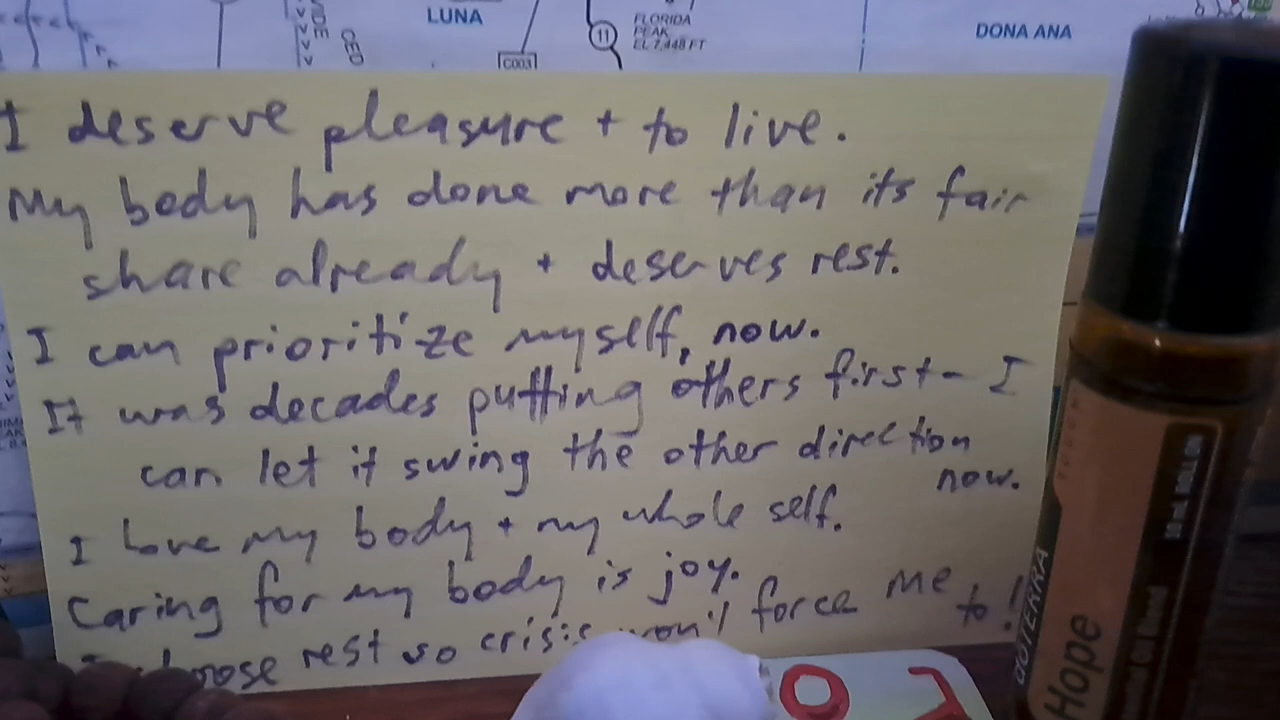 LUNA
11
FLORIDA
PEAK
EL 7,448 FT
DONA ANA
CED
C003
I deserve pleasure + to live.
My body has done more than its fair
share already + deserves rest.
I can prioritize myself, now.
It was decades putting others first - I
can let it swing the other direction
now.
I love my body + my whole self.
Caring for my body is joy.
I choose rest so crisis won't force me
to!
dōTERRA
Hope